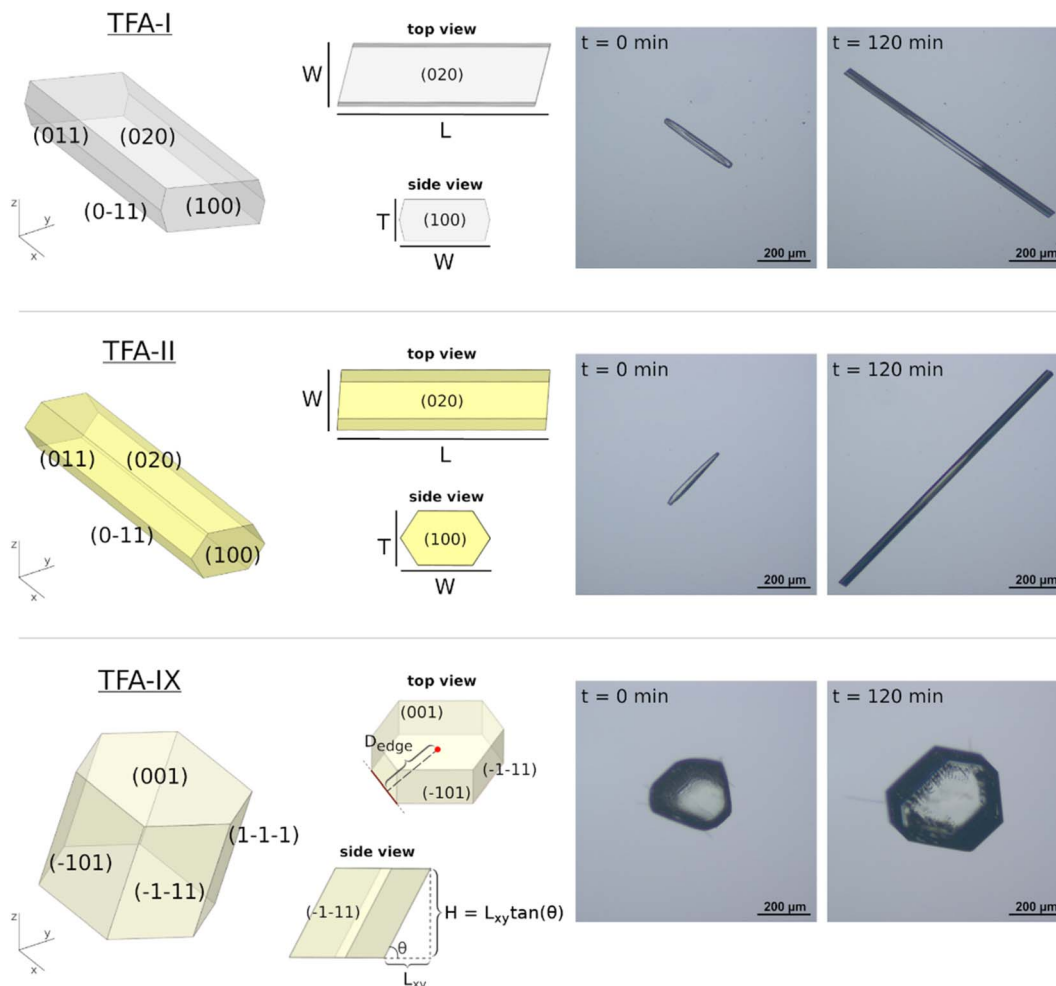 TFA-I
(011)
(020)
(0-11)
(100)
z
y
x
top view
W
(020)
L
side view
T
(100)
W
t = 0 min
200 µm
t = 120 min
200 µm
TFA-II
(011)
(020)
(0-11)
(100)
z
y
x
top view
W
(020)
L
side view
T
(100)
W
t = 0 min
200 µm
t = 120 min
200 µm
TFA-IX
(001)
(1-1-1)
(-101)
(-1-11)
z
y
x
top view
(001)
Dedge
(-1-11)
(-101)
side view
(-1-11)
H = Lxytan(θ)
θ
Lxy
t = 0 min
200 µm
t = 120 min
200 µm